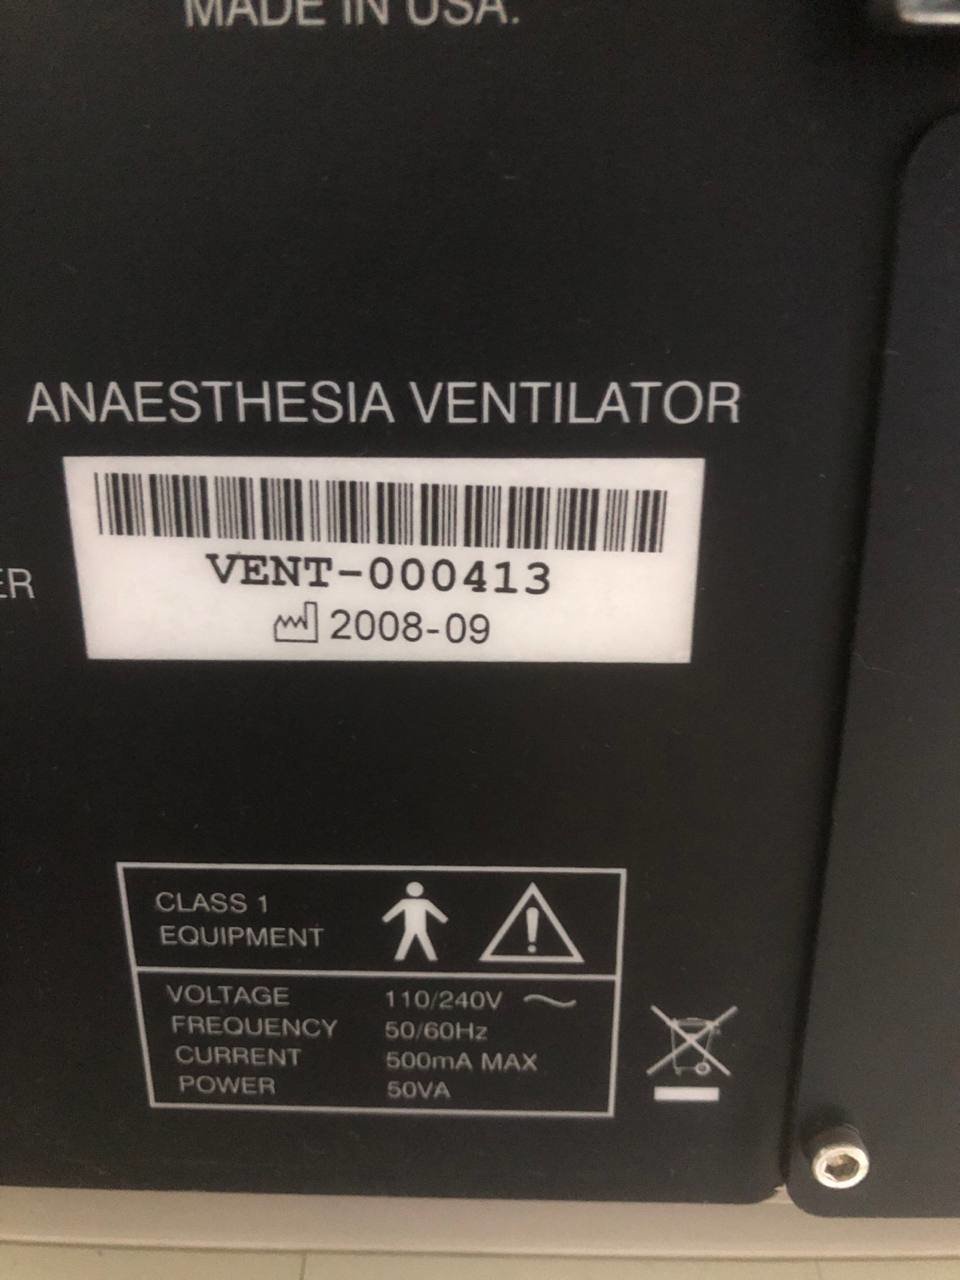 MADE IN USA.
ANAESTHESIA VENTILATOR
VENT-000413
ER
2008-09
CLASS 1
EQUIPMENT
VOLTAGE 110/240V ~
FREQUENCY 50/60Hz
CURRENT 500mA MAX
POWER 50VA